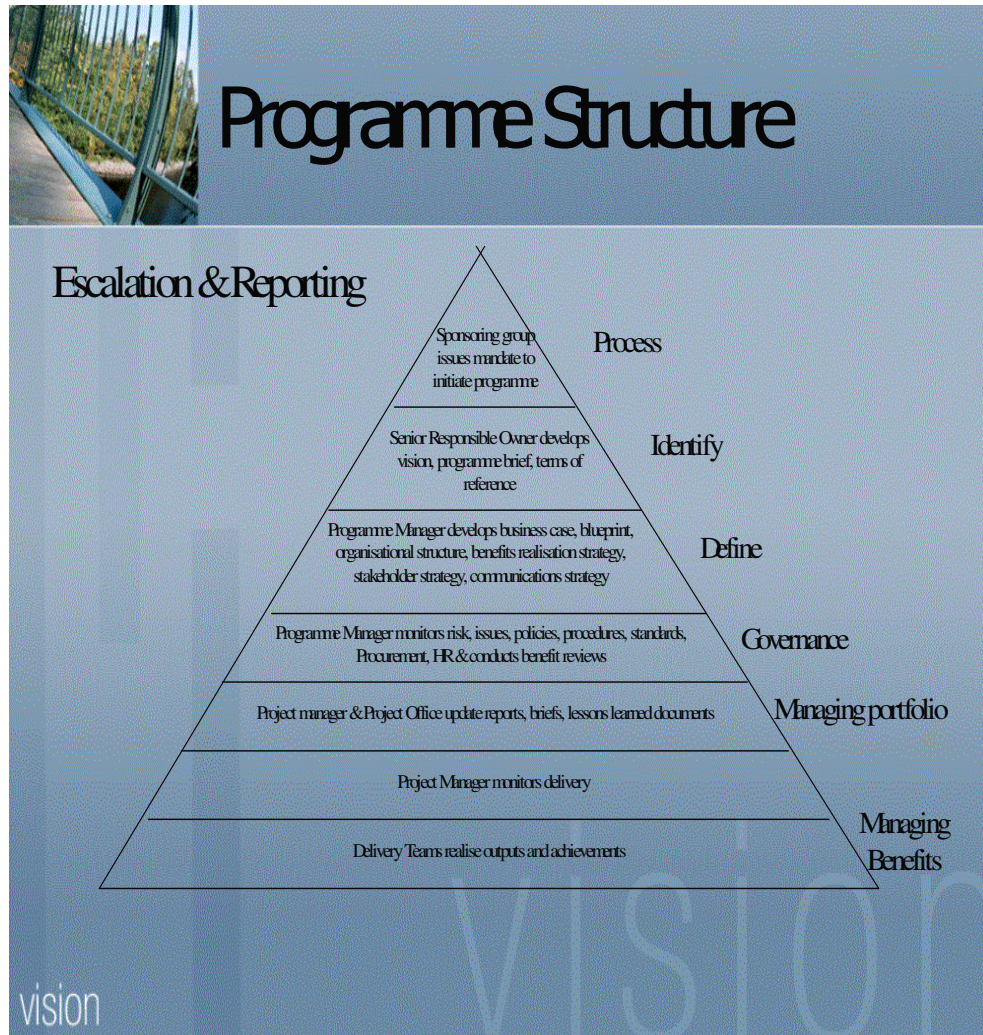 Programme Structure
Escalation & Reporting
Sponsoring group
issues mandate to
initiate programme
Process
Senior Responsible Owner develops
vision, programme brief, terms of
reference
Identify
Programme Manager develops business case, blueprint,
organisational structure, benefits realisation strategy,
stakeholder strategy, communications strategy
Define
Programme Manager monitors risk, issues, policies, procedures, standards,
Procurement, HR & conducts benefit reviews
Governance
Project manager & Project Office update reports, briefs, lessons learned documents
Managing portfolio
Project Manager monitors delivery
Delivery Teams realise outputs and achievements
Managing
Benefits
vision
vision